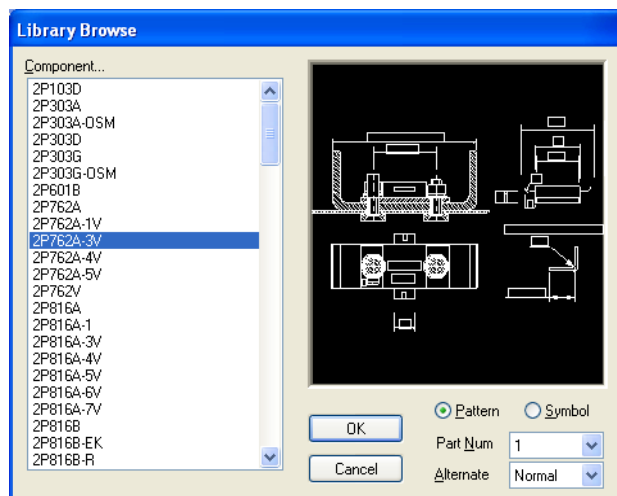 Library Browse
Component...
2P103D
2P303A
2P303A-OSM
2P303D
2P303G
2P303G-OSM
2P601B
2P762A
2P762A-1V
2P762A-3V
2P762A-4V
2P762A-5V
2P762V
2P816A
2P816A-1
2P816A-3V
2P816A-4V
2P816A-5V
2P816A-6V
2P816A-7V
2P816B
2P816B-EK
2P816B-R
Pattern Symbol
OK
Part Num 1
Cancel
Alternate Normal